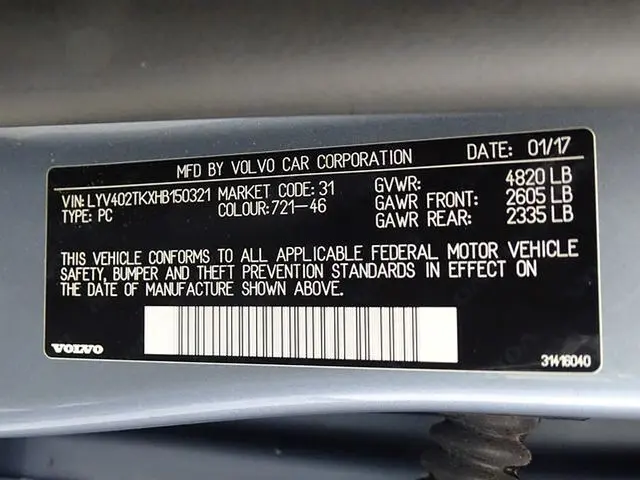 MFD BY VOLVO CAR CORPORATION DATE: 01/17
VIN: LYV402TKXHB150321 MARKET CODE: 31 GVWR: 4820 LB
TYPE: PC COLOUR: 721-46 GAWR FRONT: 2605 LB
GAWR REAR: 2335 LB
THIS VEHICLE CONFORMS TO ALL APPLICABLE FEDERAL MOTOR VEHICLE
SAFETY, BUMPER AND THEFT PREVENTION STANDARDS IN EFFECT ON
THE DATE OF MANUFACTURE SHOWN ABOVE.
VOLVO 31416040